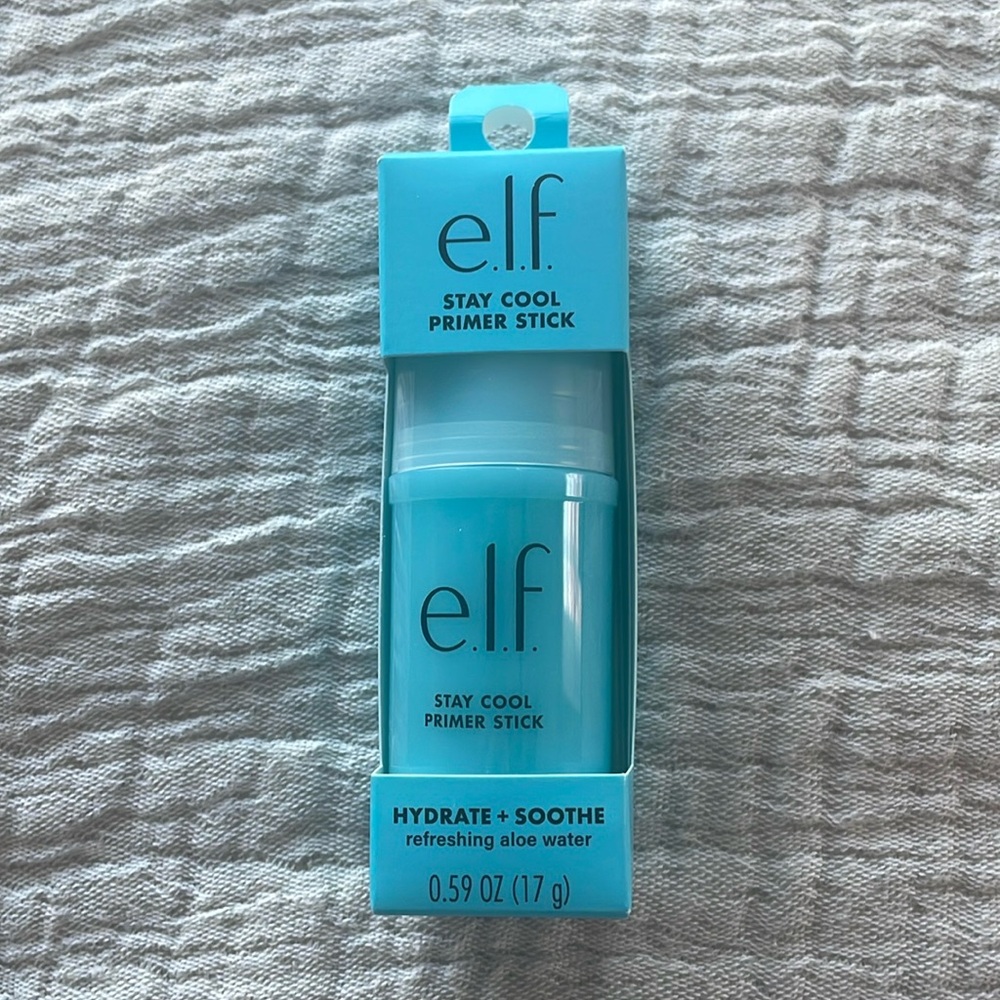 e.l.f.
STAY COOL
PRIMER STICK
e.l.f.
STAY COOL
PRIMER STICK
HYDRATE + SOOTHE
refreshing aloe water
0.59 OZ (17 g)